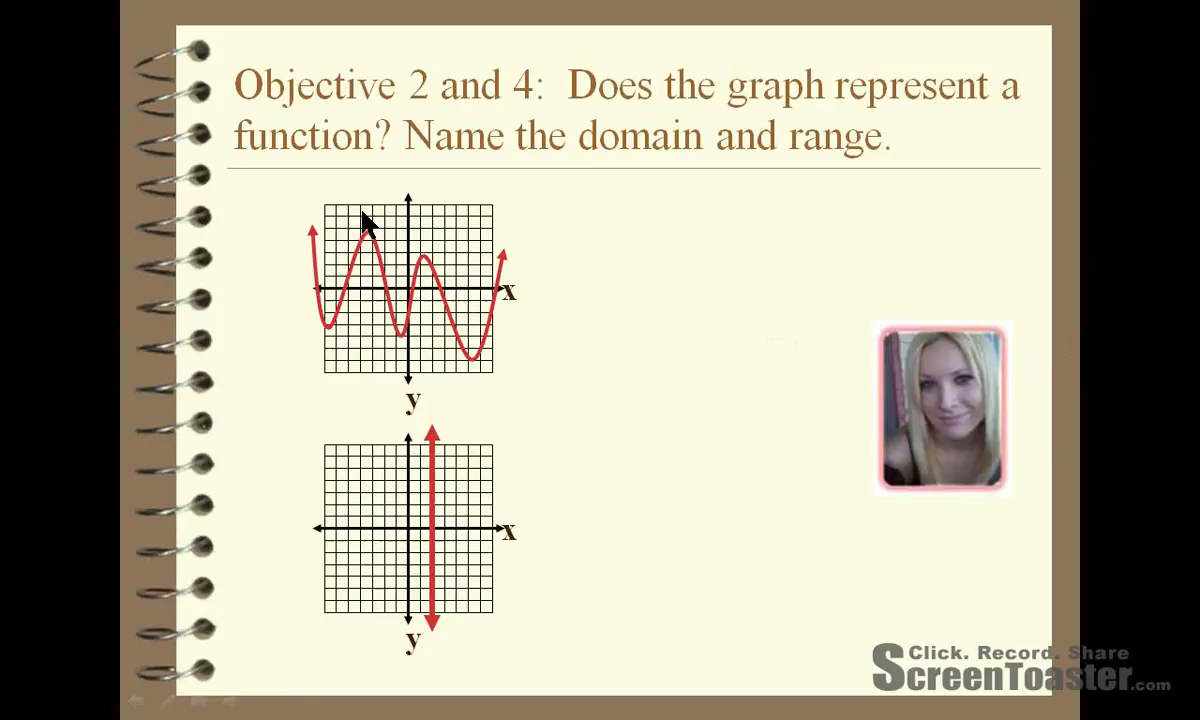 Objective 2 and 4:  Does the graph represent a
function? Name the domain and range.
x
y
x
y
Click. Record. Share
ScreenToaster.com